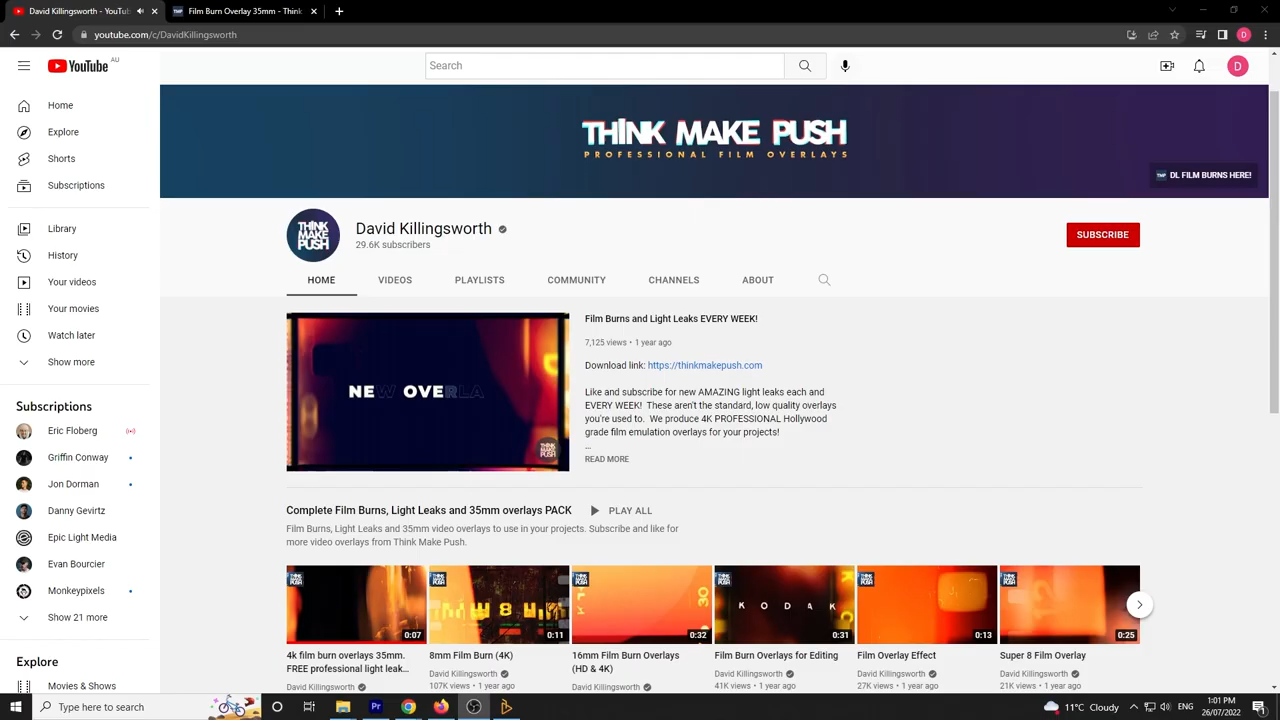 David Killingsworth - YouTu
Film Burn Overlay 35mm - Think
youtube.com/c/DavidKillingsworth
D
YouTube AU
Search
D
Home
Explore
Shorts
Subscriptions
Library
History
Your videos
Your movies
Watch later
Show more
Subscriptions
Eric Floberg
Griffin Conway
Jon Dorman
Danny Gevirtz
Epic Light Media
Evan Bourcier
Monkeypixels
Show 21 more
Explore
Movies & Shows
THINK MAKE PUSH
PROFESSIONAL FILM OVERLAYS
DL FILM BURNS HERE!
THINK
MAKE
PUSH
David Killingsworth
29.6K subscribers
SUBSCRIBE
HOME VIDEOS PLAYLISTS COMMUNITY CHANNELS ABOUT
NEW OVERLA
THINK
MAKE
PUSH
Film Burns and Light Leaks EVERY WEEK!
7,125 views • 1 year ago
Download link: https://thinkmakepush.com
Like and subscribe for new AMAZING light leaks each and
EVERY WEEK! These aren't the standard, low quality overlays
you're used to. We produce 4K PROFESSIONAL Hollywood
grade film emulation overlays for your projects!
...
READ MORE
Complete Film Burns, Light Leaks and 35mm overlays PACK PLAY ALL
Film Burns, Light Leaks and 35mm video overlays to use in your projects. Subscribe and like for
more video overlays from Think Make Push.
0:07
0:11
0:32
KODAK
0:31
0:13
0:25
4k film burn overlays 35mm.
FREE professional light leak...
David Killingsworth
8mm Film Burn (4K)
David Killingsworth
107K views • 1 year ago
16mm Film Burn Overlays
(HD & 4K)
David Killingsworth
Film Burn Overlays for Editing
David Killingsworth
41K views • 1 year ago
Film Overlay Effect
David Killingsworth
27K views • 1 year ago
Super 8 Film Overlay
David Killingsworth
21K views • 1 year ago
Type here to search
Pr
11°C Cloudy
ENG
1:01 PM
26/07/2022